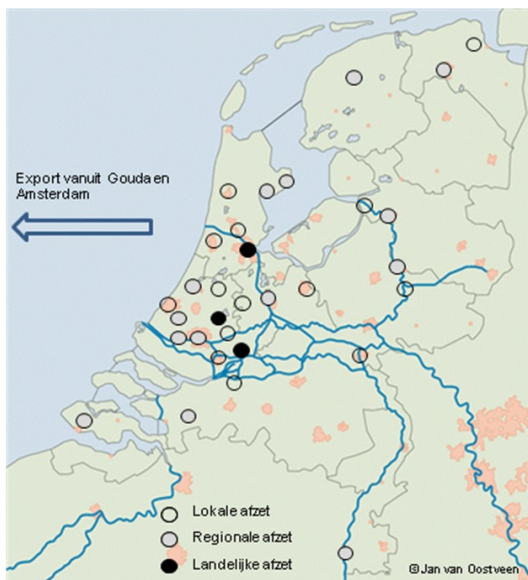 Export vanuit Gouda en
Amsterdam
Lokale afzet
Regionale afzet
Landelijke afzet
©Jan van Oostveen